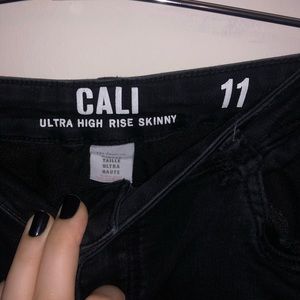 CALI 11
ULTRA HIGH RISE SKINNY
TAILLE
ULTRA
HAUTE